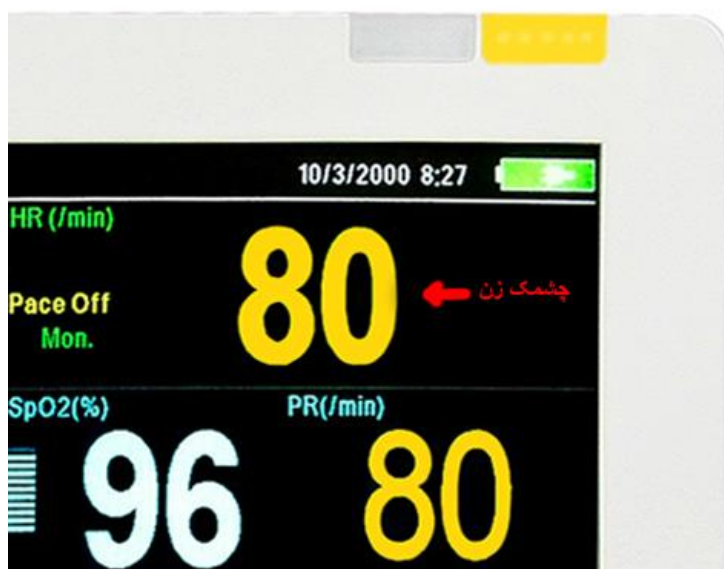 10/3/2000 8:27
HR (/min)
80
چشمک زن
Pace Off
Mon.
SpO2(%)
PR(/min)
96
80